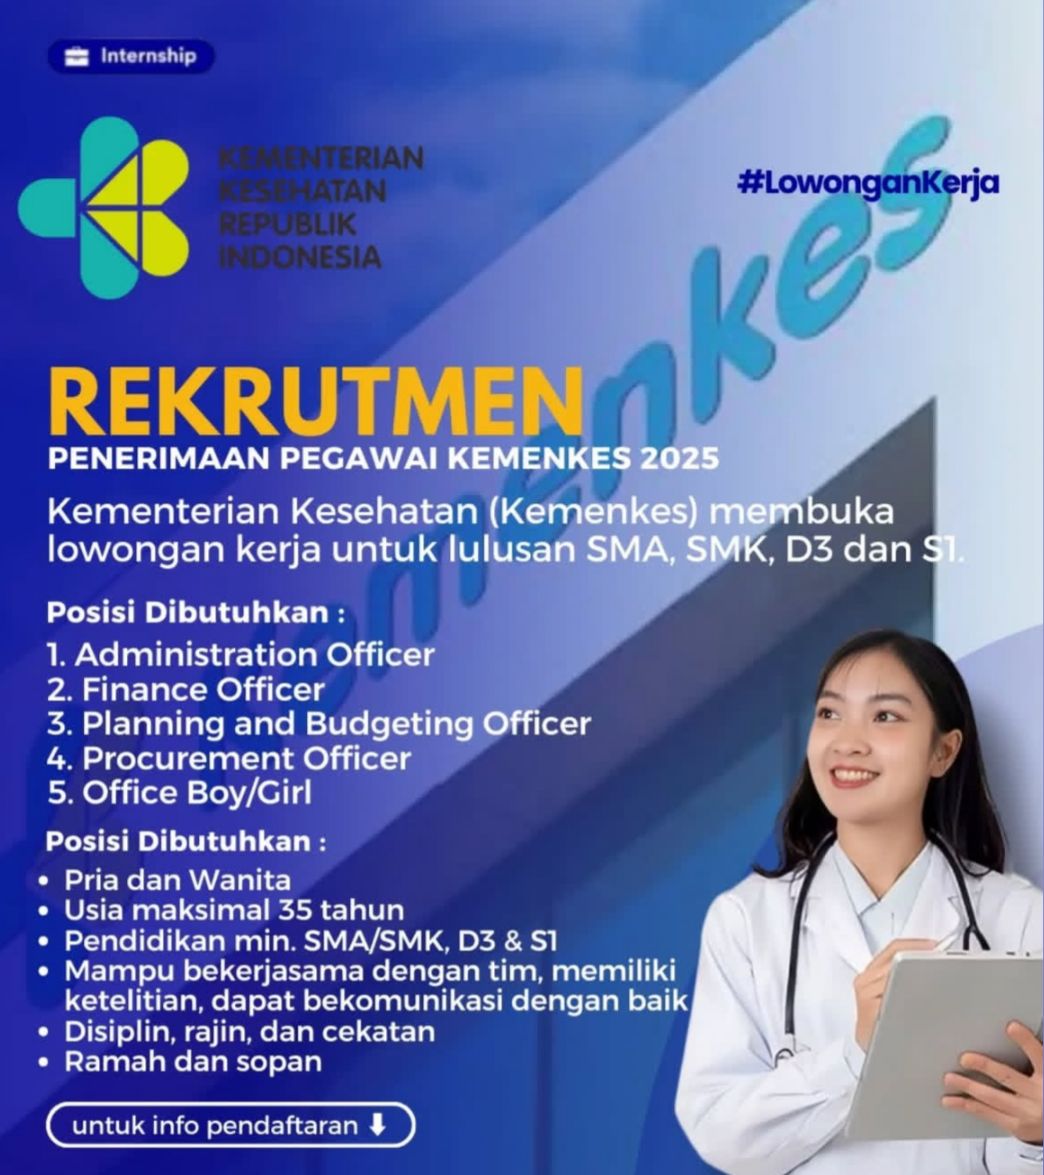 Internship
KEMENTERIAN
KESEHATAN
REPUBLIK
INDONESIA
#LowonganKerja
kemenkes
REKRUTMEN
PENERIMAAN PEGAWAI KEMENKES 2025
Kementerian Kesehatan (Kemenkes) membuka
lowongan kerja untuk lulusan SMA, SMK, D3 dan S1.
Posisi Dibutuhkan :
1. Administration Officer
2. Finance Officer
3. Planning and Budgeting Officer
4. Procurement Officer
5. Office Boy/Girl
Posisi Dibutuhkan :
• Pria dan Wanita
• Usia maksimal 35 tahun
• Pendidikan min. SMA/SMK, D3 & S1
• Mampu bekerjasama dengan tim, memiliki
ketelitian, dapat bekomunikasi dengan baik
• Disiplin, rajin, dan cekatan
• Ramah dan sopan
untuk info pendaftaran ⬇